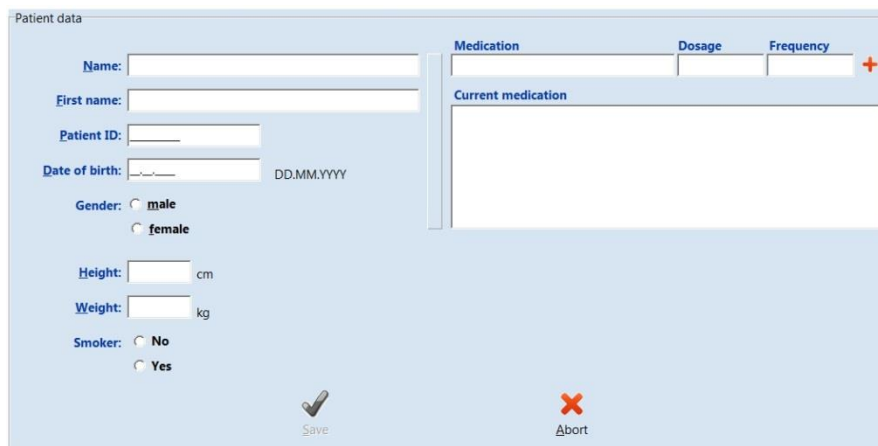 Patient data
Name:
First name:
Patient ID:
Date of birth: DD.MM.YYYY
Gender: male
female
Height: cm
Weight: kg
Smoker: No
Yes
Medication Dosage Frequency
Current medication
Save Abort